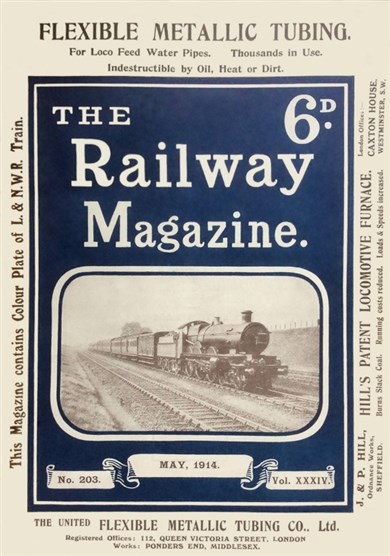 FLEXIBLE METALLIC TUBING.
For Loco Feed Water Pipes. Thousands in Use.
Indestructible by Oil, Heat or Dirt.
This Magazine contains Colour Plate of L. & N.W.R. Train.
THE
6D.
Railway
Magazine.
No. 203.
MAY, 1914.
Vol. XXXIV.
J. & P. HILL,
Ordnance Works,
SHEFFIELD.
HILL'S PATENT LOCOMOTIVE FURNACE.
Burns Slack Coal. Running costs reduced. Loads & Speeds increased.
London Office:—
CAXTON HOUSE,
WESTMINSTER, S.W.
THE UNITED FLEXIBLE METALLIC TUBING CO., Ltd.
Registered Offices: 112, QUEEN VICTORIA STREET, LONDON
Works: PONDERS END, MIDDLESEX.